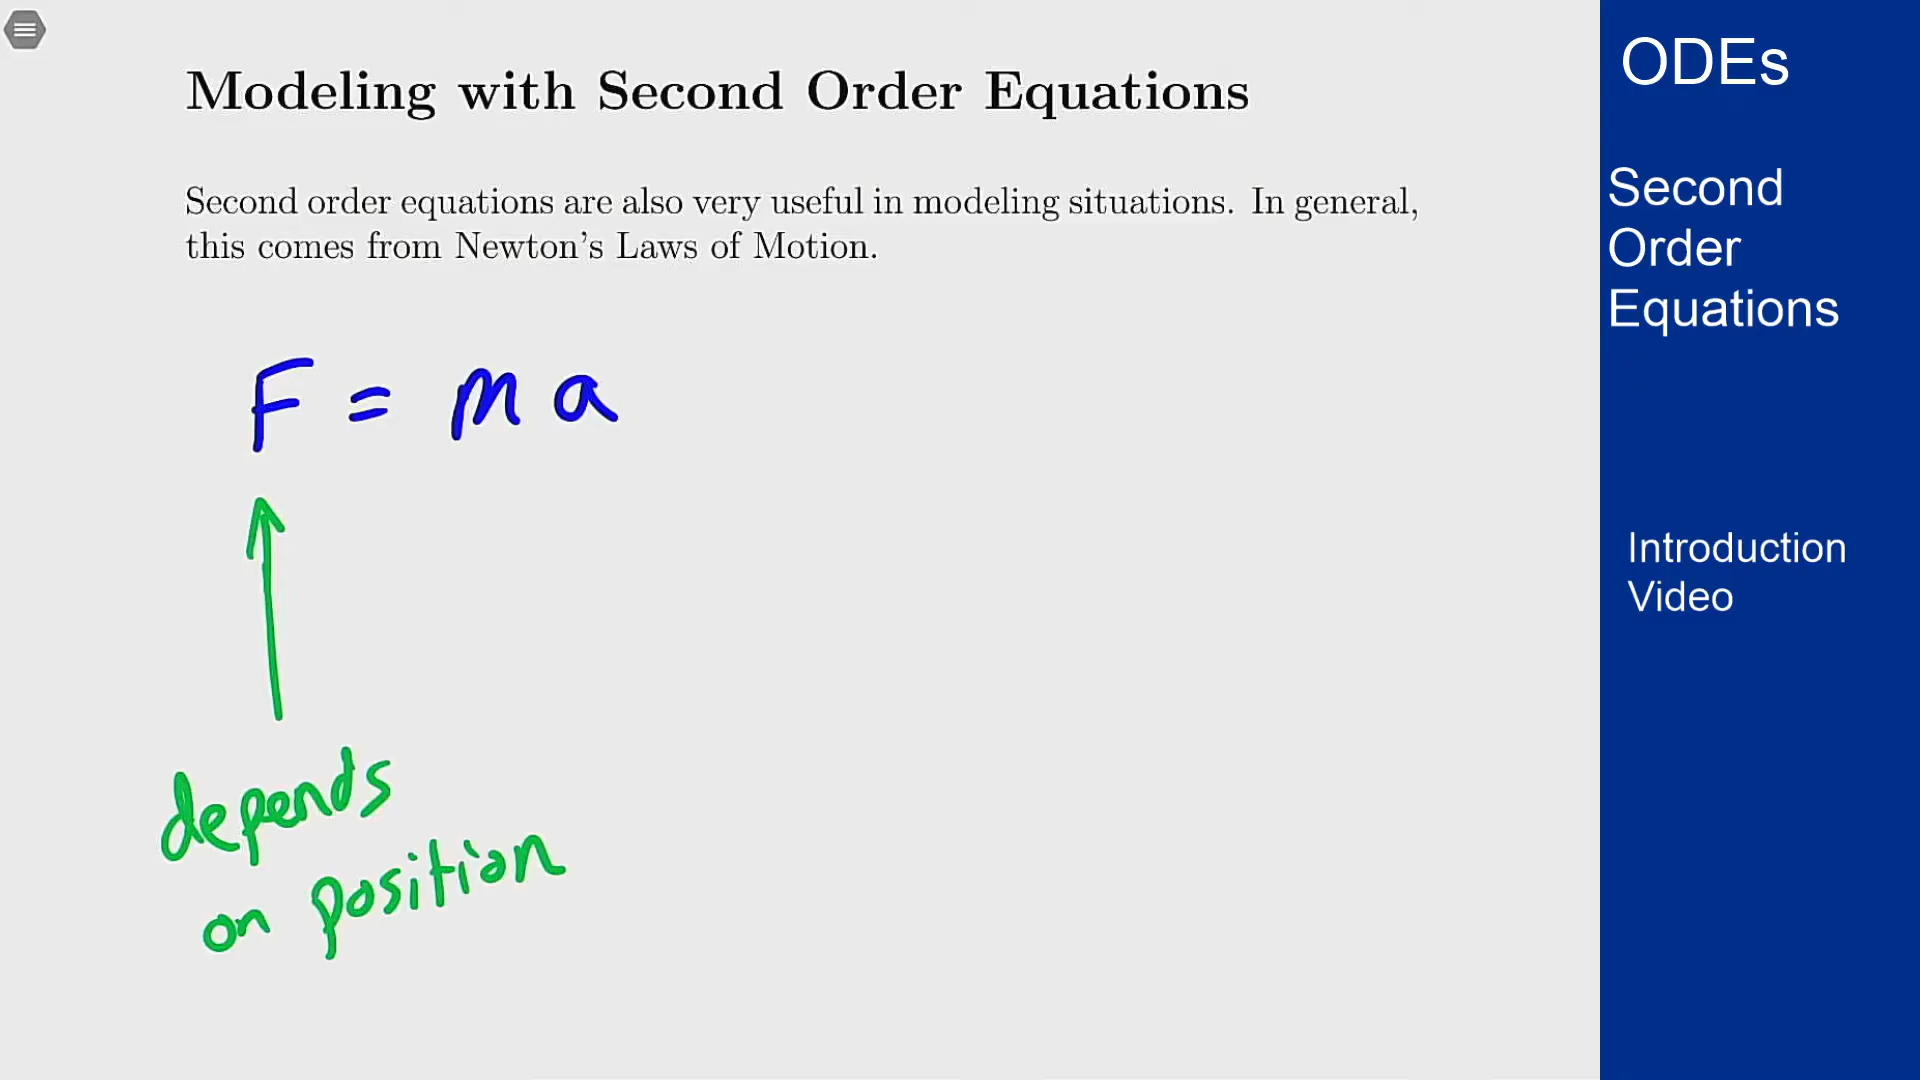 Modeling with Second Order Equations
Second order equations are also very useful in modeling situations. In general,
this comes from Newton's Laws of Motion.
F = ma
depends
on position
ODEs
Second
Order
Equations
Introduction
Video